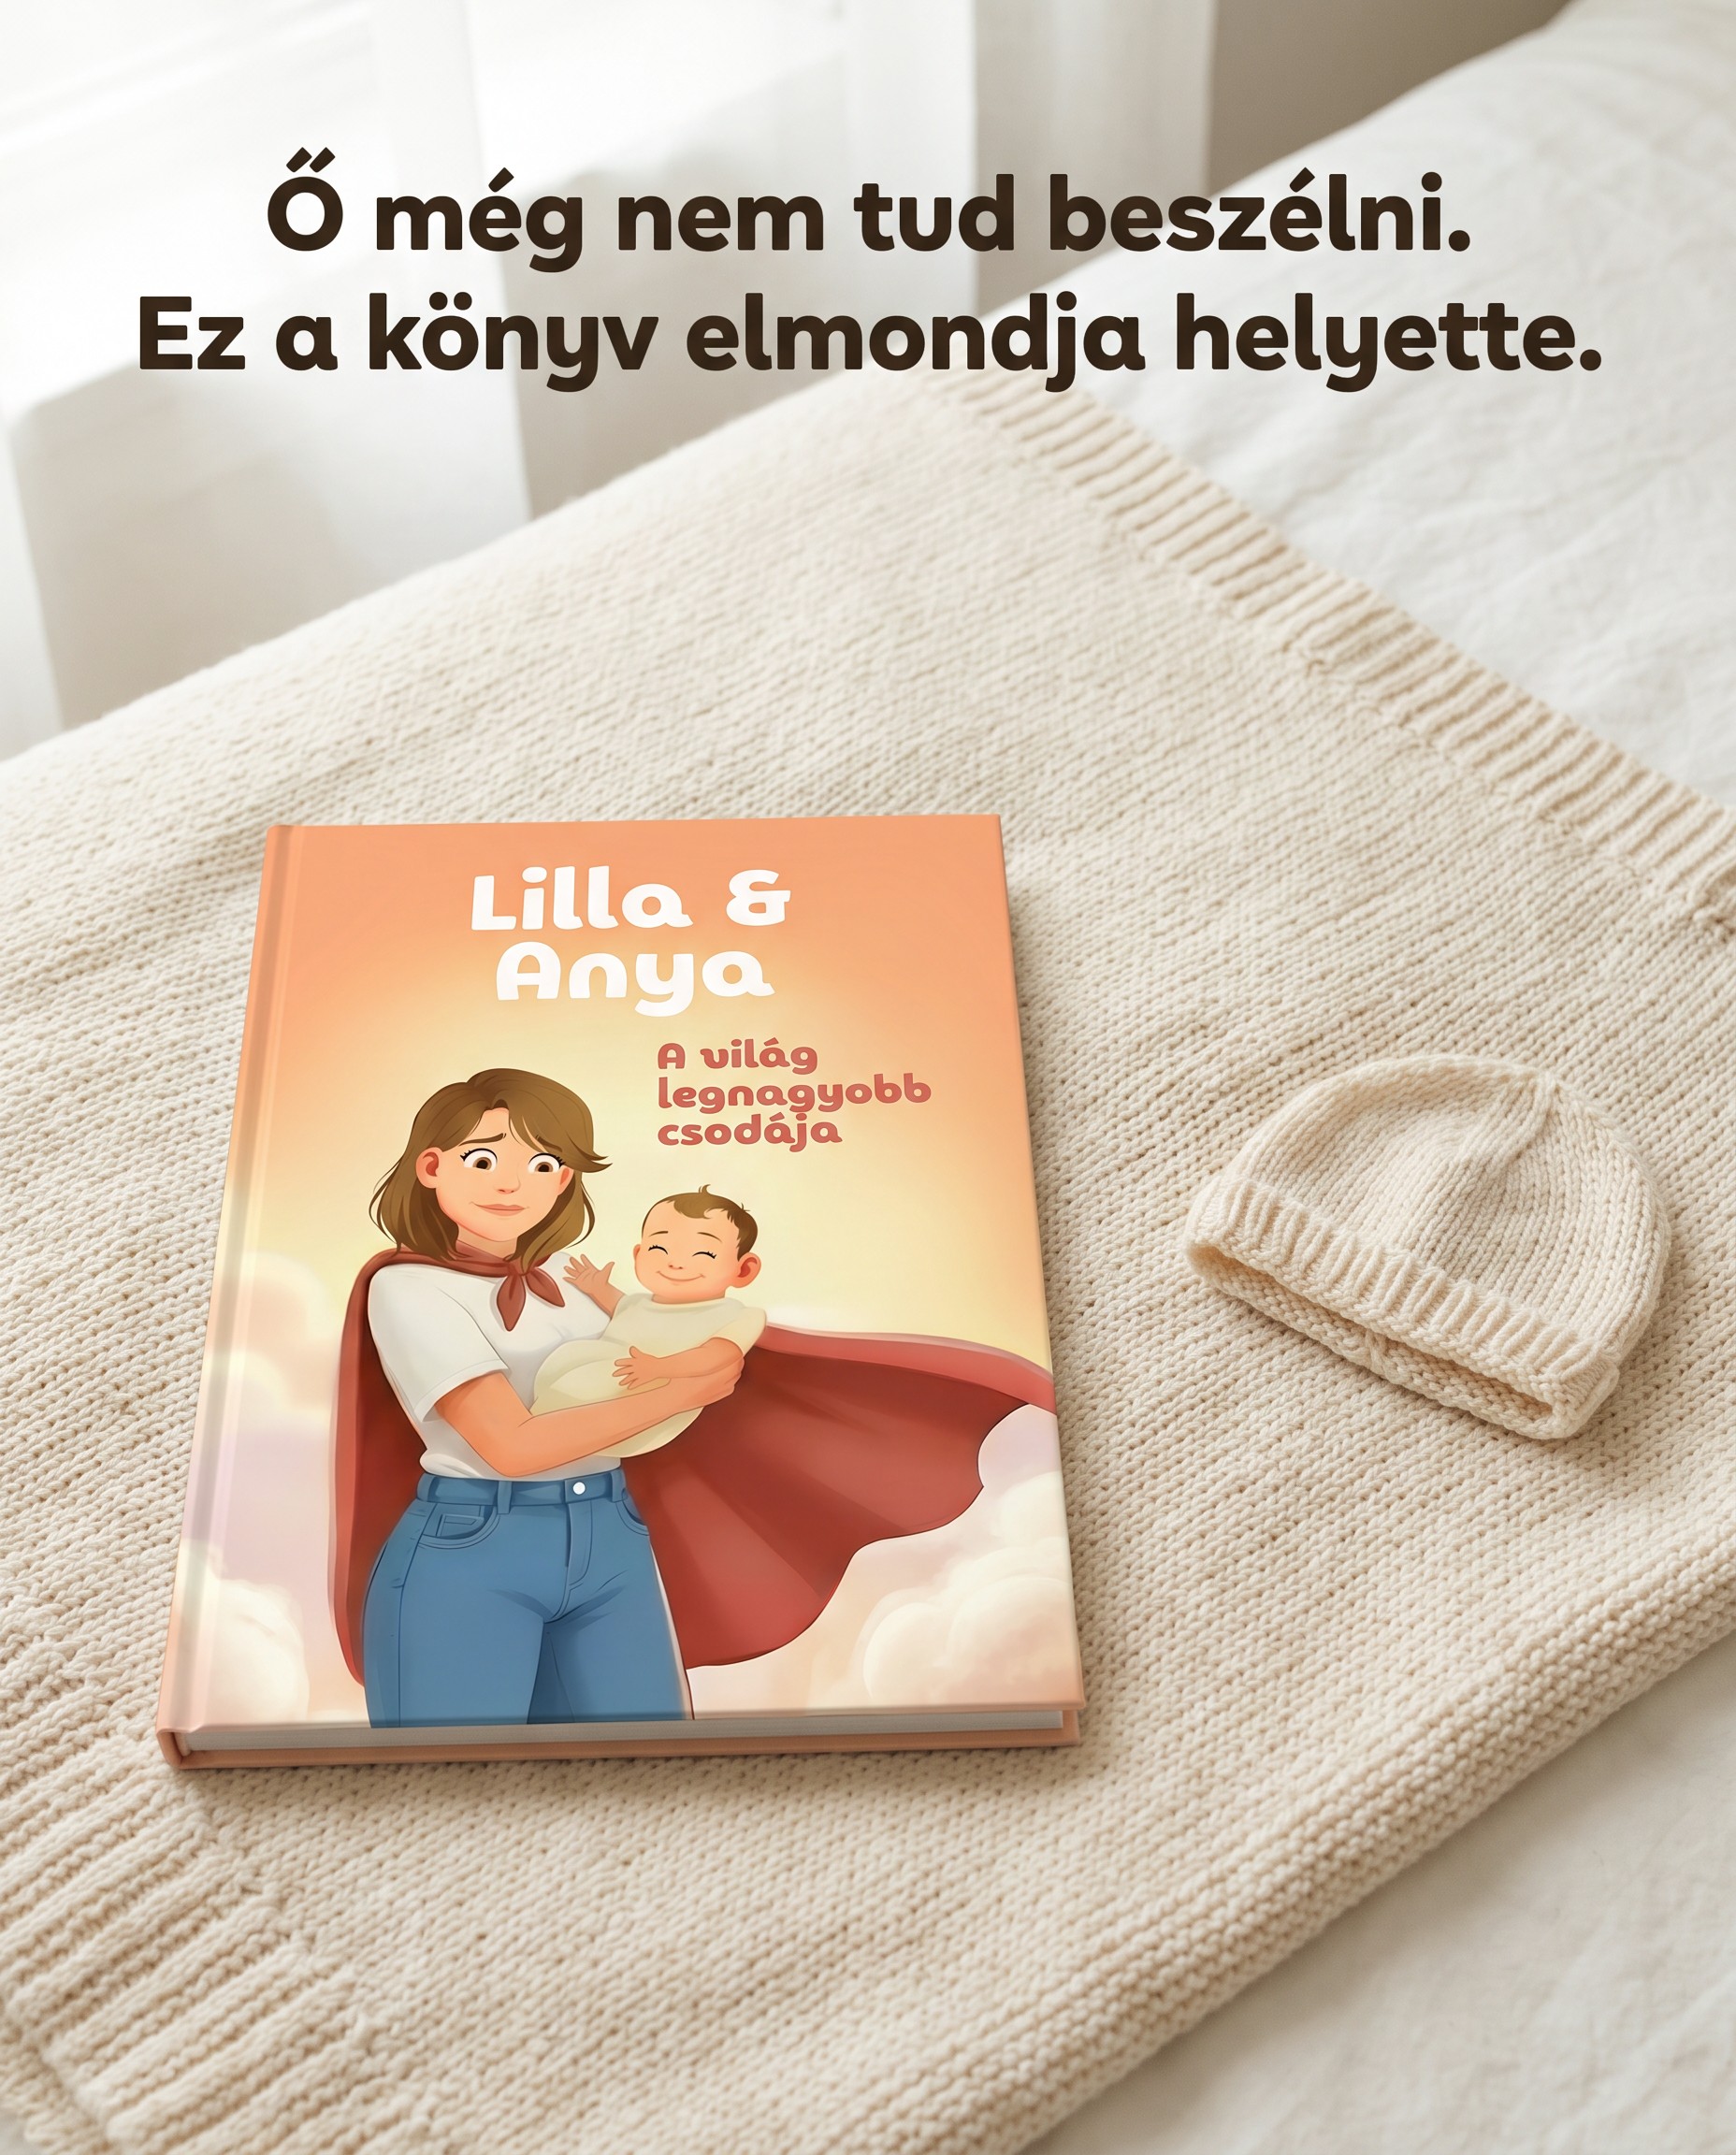 Ő még nem tud beszélni.
Ez a könyv elmondja helyette.
Lilla &
Anya
A világ
legnagyobb
csodája